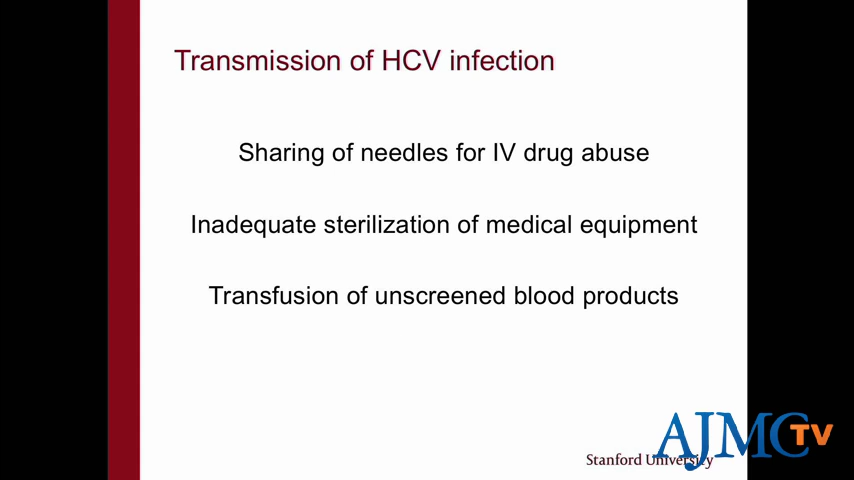 Transmission of HCV infection
Sharing of needles for IV drug abuse
Inadequate sterilization of medical equipment
Transfusion of unscreened blood products
AJMC TV
Stanford University